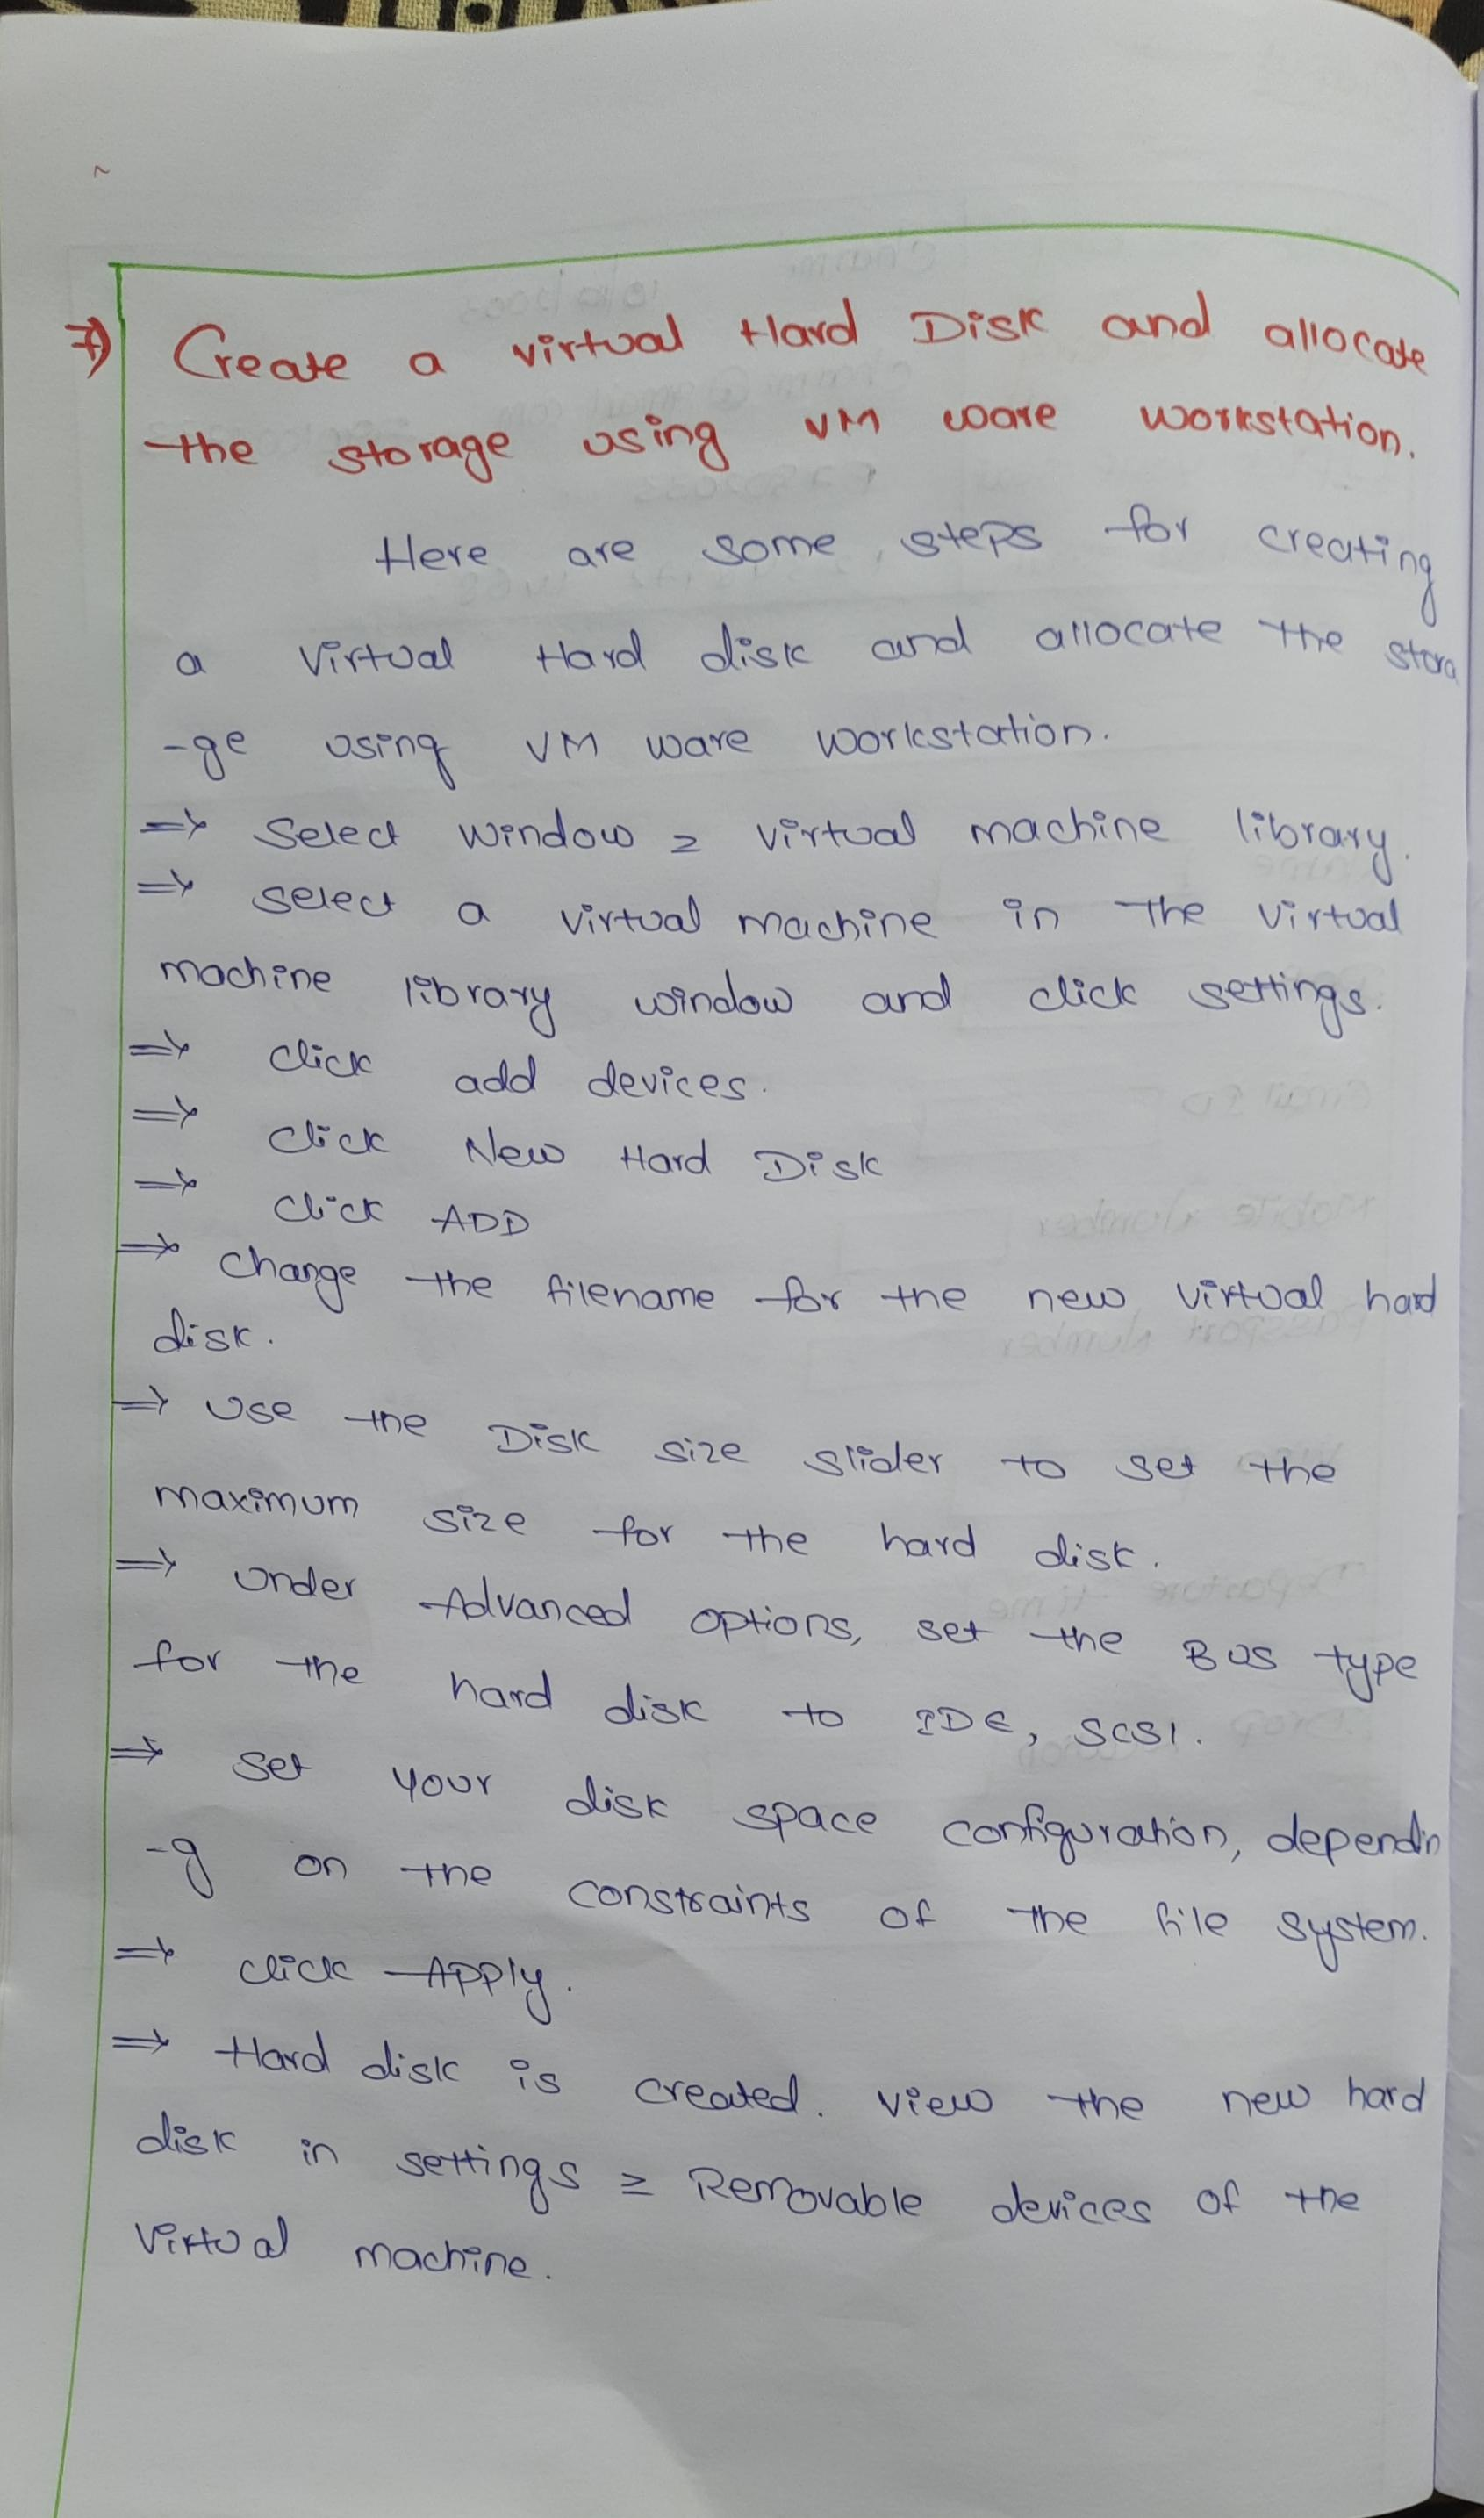 7) Create a virtual Hard Disk and allocate
the storage using VM ware workstation.
Here are some steps for creating
a virtual Hard disk and allocate the stora
-ge using VM ware workstation.
⇒ Select window > virtual machine library.
⇒ select a virtual machine in the virtual
machine library window and click settings.
⇒ click add devices.
⇒ click New Hard Disk
⇒ click ADD
⇒ change the filename for the new virtual hard
disk.
⇒ Use the Disk size slider to set the
maximum size for the hard disk.
⇒ Under Advanced options, set the BUS type
for the hard disk to IDE, SCSI.
⇒ Set your disk space configuration, dependin
-g on the constraints of the file system.
⇒ click Apply.
⇒ Hard disk is created. View the new hard
disk in settings > Removable devices of the
virtual machine.